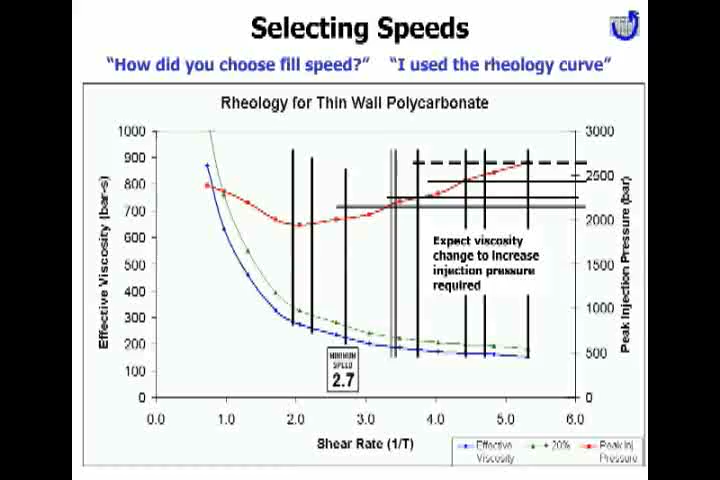 Selecting Speeds
“How did you choose fill speed?” “I used the rheology curve”
Rheology for Thin Wall Polycarbonate
1000
900
800
700
600
500
400
300
200
100
0
Effective Viscosity (bar-s)
3000
2500
2000
1500
1000
500
0
Peak Injection Pressure (bar)
Expect viscosity
change to increase
injection pressure
required
MINIMUM
SPEED
2.7
0.0 1.0 2.0 3.0 4.0 5.0 6.0
Shear Rate (1/T)
Effective
Viscosity
+ 20%
Peak Inj
Pressure